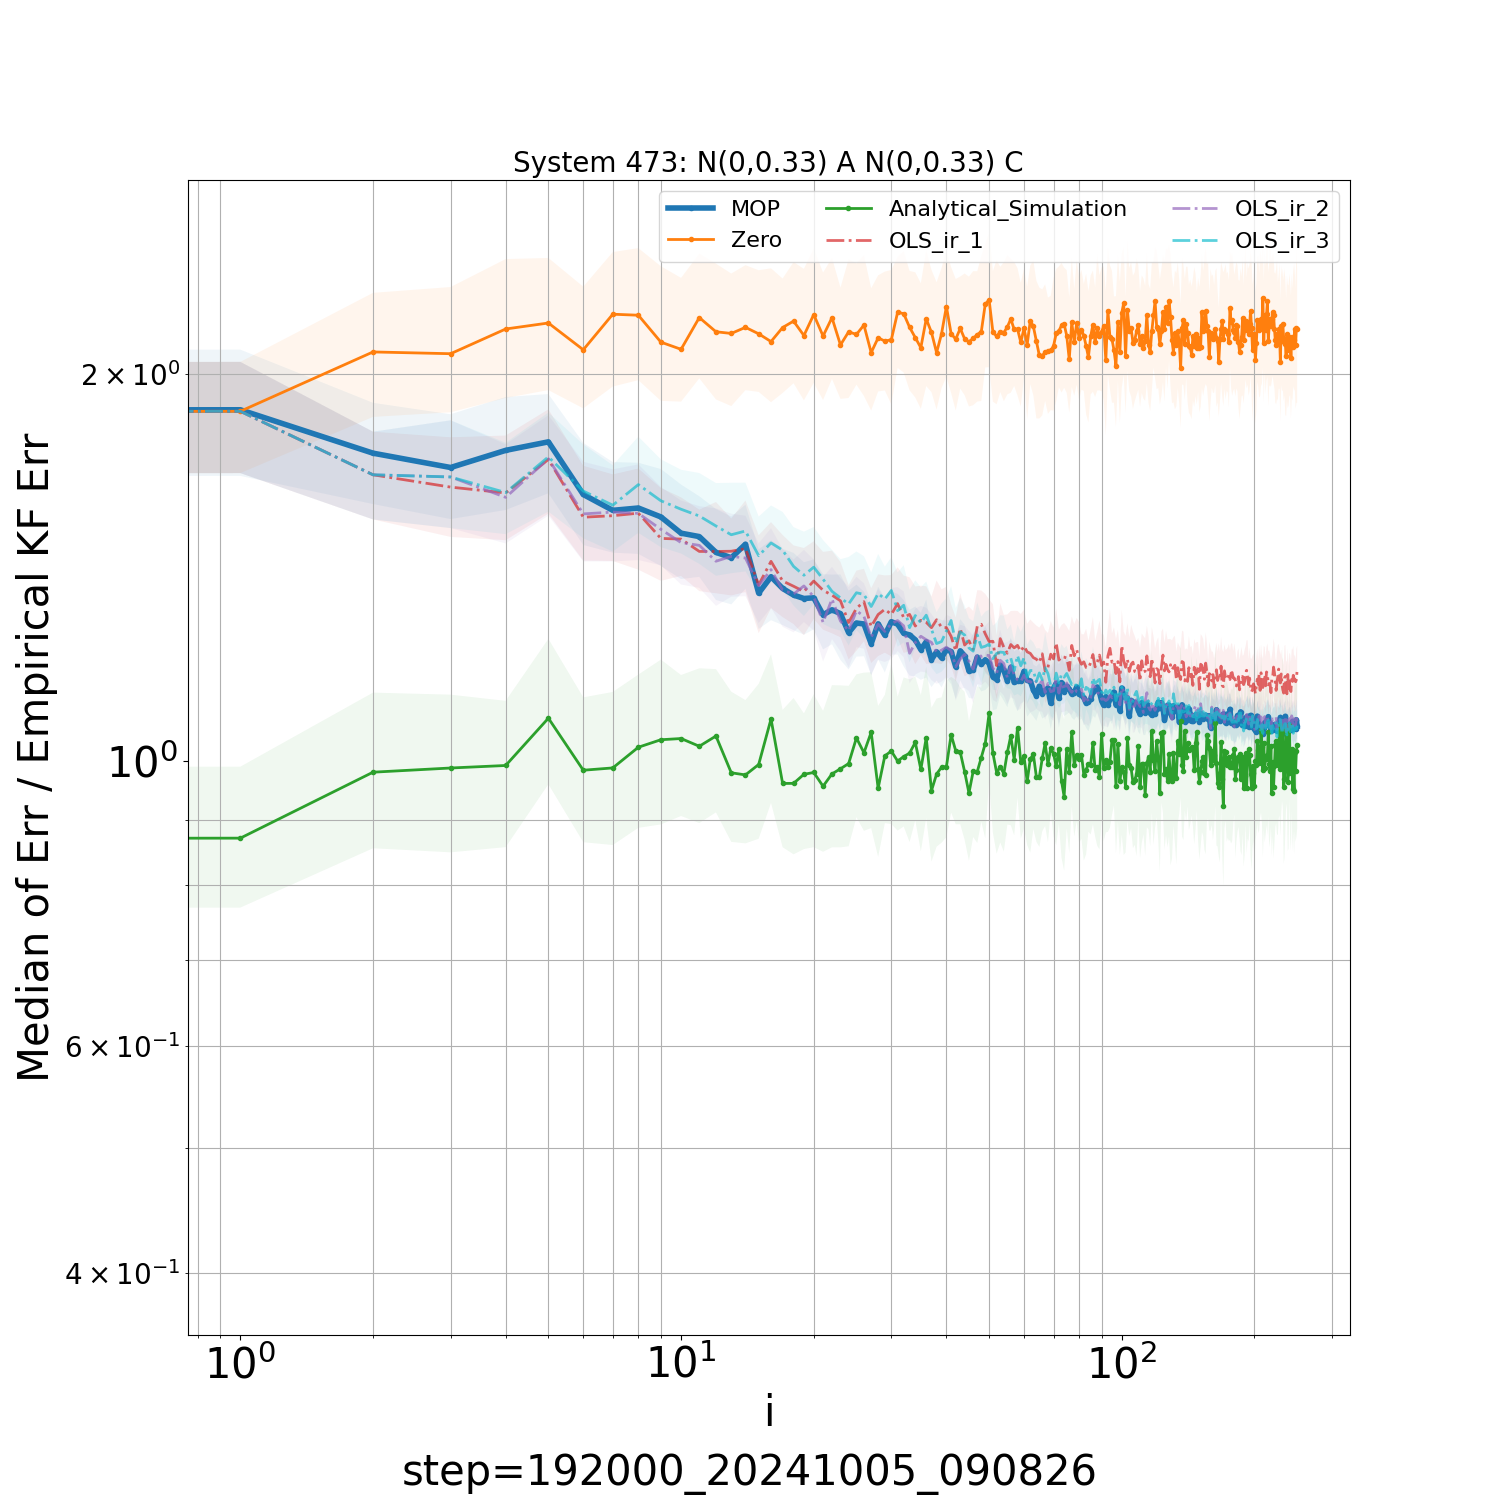 System 473: N(0,0.33) A N(0,0.33) C
MOP
Zero
Analytical_Simulation
OLS_ir_1
OLS_ir_2
OLS_ir_3
Median of Err / Empirical KF Err
2 × 10⁰
10⁰
6 × 10⁻¹
4 × 10⁻¹
10⁰ 10¹ 10²
i
step=192000_20241005_090826